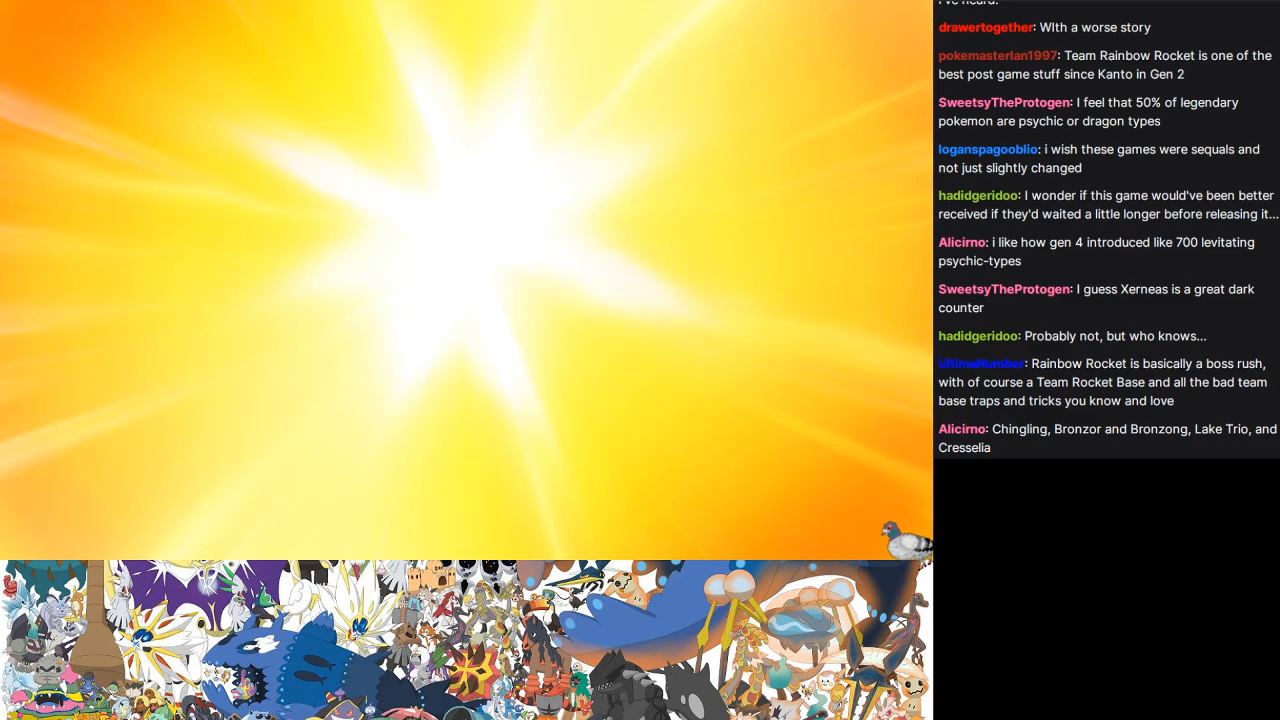 I've heard.
drawertogether: WIth a worse story
pokemasterlan1997: Team Rainbow Rocket is one of the
best post game stuff since Kanto in Gen 2
SweetsyTheProtogen: I feel that 50% of legendary
pokemon are psychic or dragon types
loganspagooblio: i wish these games were sequals and
not just slightly changed
hadidgeridoo: I wonder if this game would've been better
received if they'd waited a little longer before releasing it...
Alicirno: i like how gen 4 introduced like 700 levitating
psychic-types
SweetsyTheProtogen: I guess Xerneas is a great dark
counter
hadidgeridoo: Probably not, but who knows...
UltimaNumber: Rainbow Rocket is basically a boss rush,
with of course a Team Rocket Base and all the bad team
base traps and tricks you know and love
Alicirno: Chingling, Bronzor and Bronzong, Lake Trio, and
Cresselia